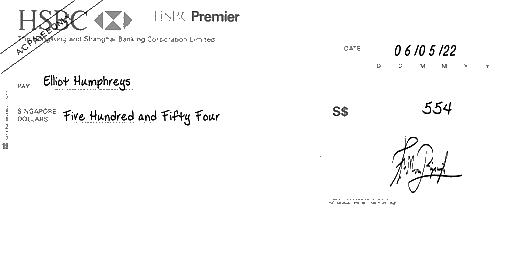 HSBC HSBC Premier
A/C PAYEE ONLY
The Hongkong and Shanghai Banking Corporation Limited
DATE 06/05/22
D D M M Y Y
PAY Elliot Humphreys
SINGAPORE DOLLARS Five Hundred and Fifty Four
S$ 554